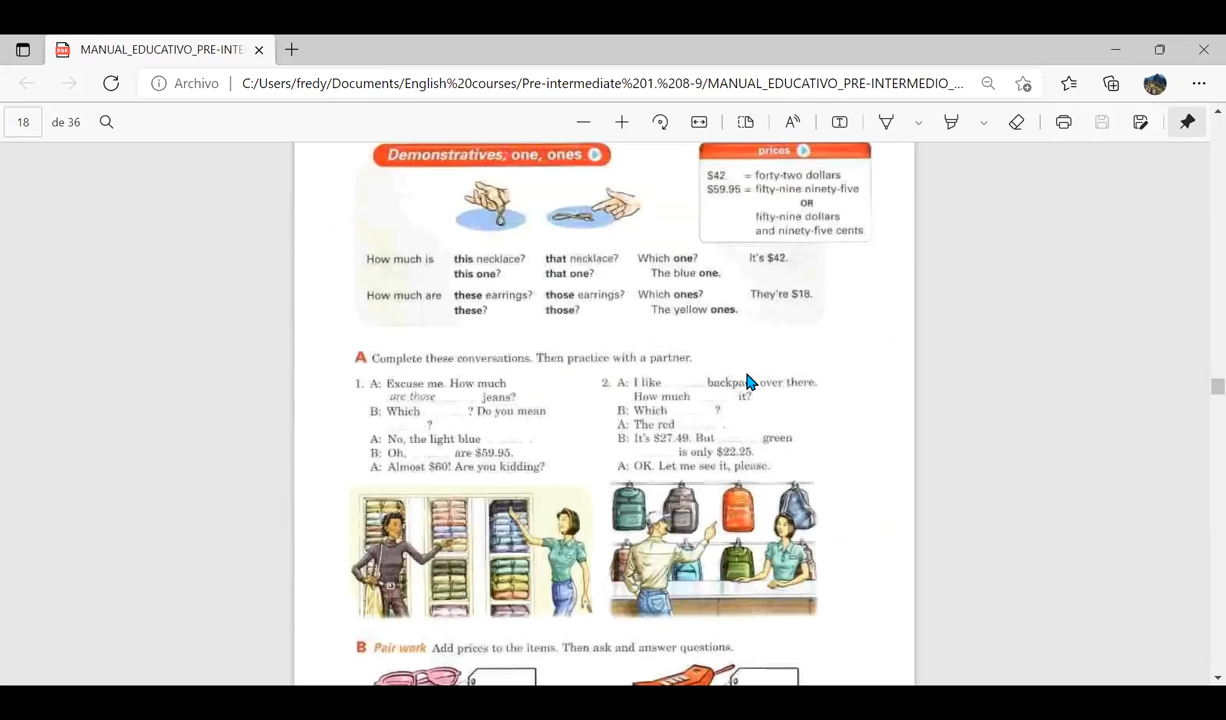 MANUAL_EDUCATIVO_PRE-INTE
Archivo
C:/Users/fredy/Documents/English%20courses/Pre-intermediate%201.%208-9/MANUAL_EDUCATIVO_PRE-INTERMEDIO_...
18 de 36
Demonstratives; one, ones
prices
$42 = forty-two dollars
$59.95 = fifty-nine ninety-five
OR
fifty-nine dollars
and ninety-five cents
How much is this necklace? that necklace? Which one? It's $42.
this one? that one? The blue one.
How much are these earrings? those earrings? Which ones? They're $18.
these? those? The yellow ones.
A Complete these conversations. Then practice with a partner.
1. A: Excuse me. How much
are those jeans?
B: Which ? Do you mean
?
A: No, the light blue .
B: Oh, are $59.95.
A: Almost $60! Are you kidding?
2. A: I like backpack over there.
How much it?
B: Which ?
A: The red .
B: It's $27.49. But green
is only $22.25.
A: OK. Let me see it, please.
B Pair work Add prices to the items. Then ask and answer questions.